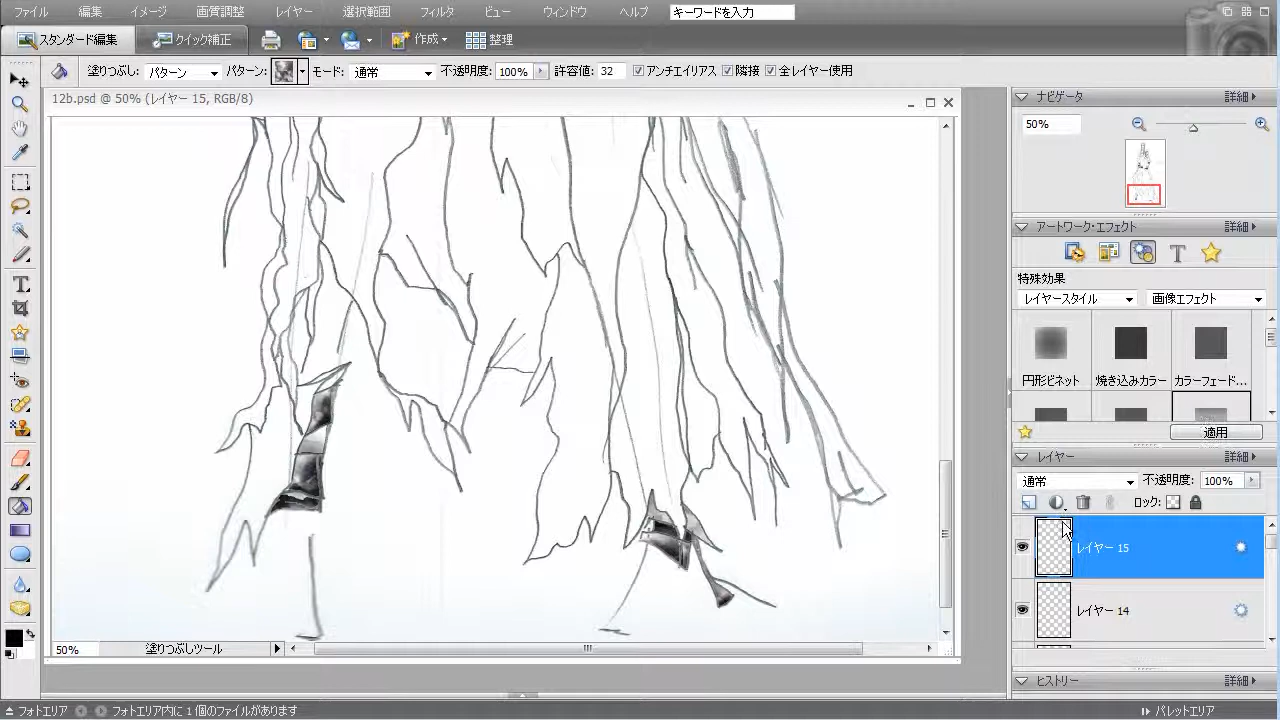 ファイル 編集 イメージ 画質調整 レイヤー 選択範囲 フィルタ ビュー ウィンドウ ヘルプ キーワードを入力
スタンダード編集 クイック補正 作成 整理
塗りつぶし: パターン パターン: モード: 通常 不透明度: 100% 許容値: 32 アンチエイリアス 隣接 全レイヤー使用
12b.psd @ 50% (レイヤー 15, RGB/8)
ナビゲータ 詳細
50%
アートワーク・エフェクト 詳細
T
特殊効果
レイヤースタイル 画像エフェクト
円形ビネット 焼き込みカラー カラーフェード...
適用
レイヤー 詳細
通常 不透明度: 100%
ロック:
レイヤー 15
レイヤー 14
50% 塗りつぶしツール
ヒストリー 詳細
フォトエリア フォトエリア内に 1 個のファイルがあります パレットエリア